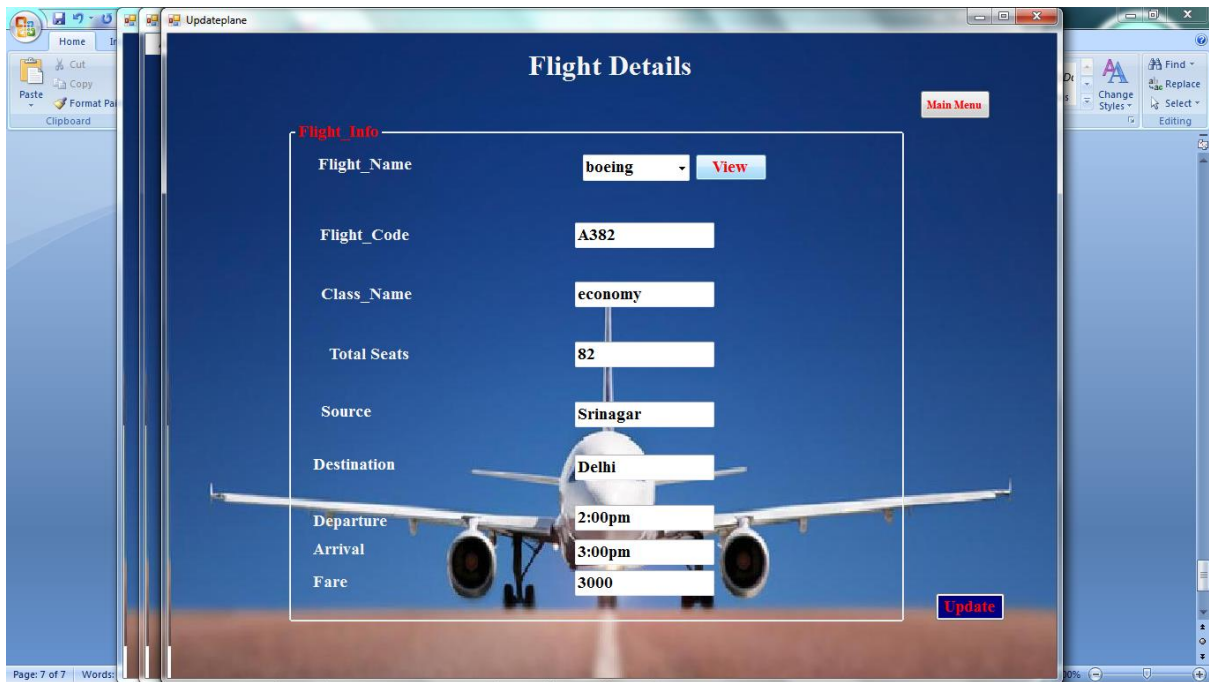 Updateplane
Home
Cut
Copy
Paste
Format Pai
Clipboard
Flight Details
Main Menu
Flight_Info
Flight_Name boeing View
Flight_Code A382
Class_Name economy
Total Seats 82
Source Srinagar
Destination Delhi
Departure 2:00pm
Arrival 3:00pm
Fare 3000
Update
Find
Replace
Select
Change
Styles
Editing
Page: 7 of 7 Words: